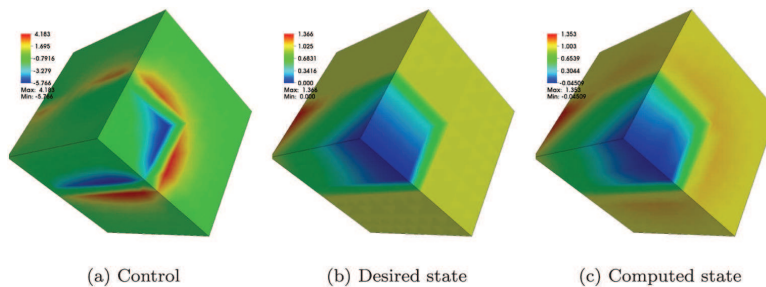 4.183
1.695
-0.7916
-3.279
-5.766
Max: 4.183
Min: -5.766
1.366
1.025
0.6831
0.3416
0.000
Max: 1.366
Min: 0.000
1.353
1.003
0.6539
0.3044
-0.04509
Max: 1.353
Min: -0.04509
(a) Control
(b) Desired state
(c) Computed state